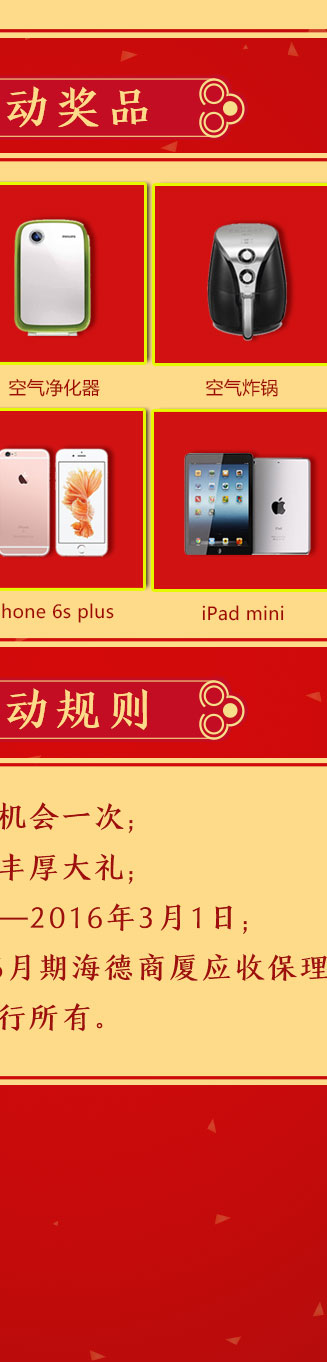 动奖品
空气净化器
空气炸锅
hone 6s plus
iPad mini
动规则
机会一次；
丰厚大礼；
—2016年3月1日；
6月期海德商厦应收保理
行所有。